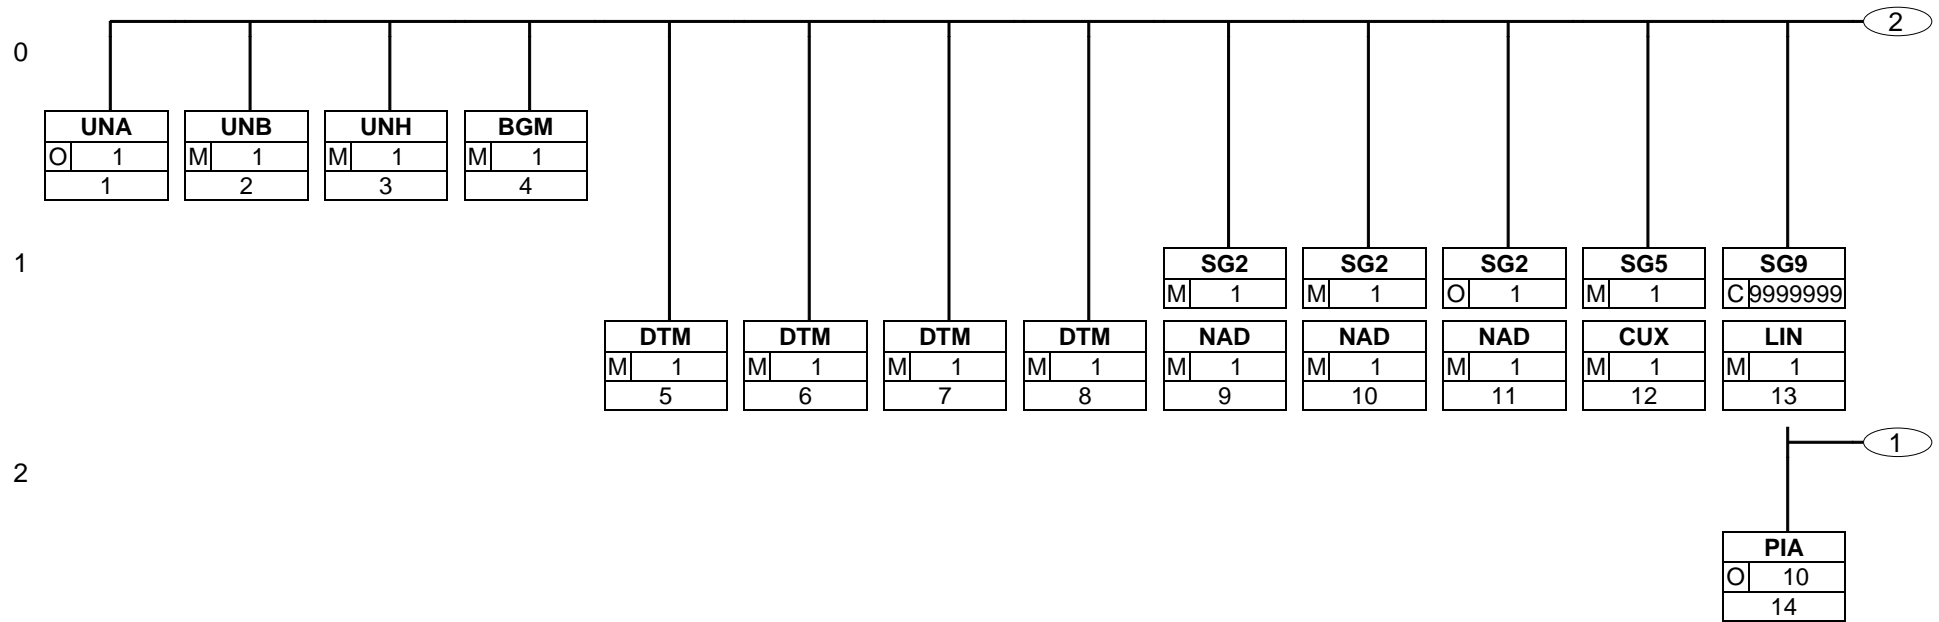 2
0
UNA UNB UNH BGM
O 1 M 1 M 1 M 1
1 2 3 4
1
SG2 SG2 SG2 SG5 SG9
M 1 M 1 O 1 M 1 C 9999999
DTM DTM DTM DTM NAD NAD NAD CUX LIN
M 1 M 1 M 1 M 1 M 1 M 1 M 1 M 1 M 1
5 6 7 8 9 10 11 12 13
1
2
PIA
O 10
14